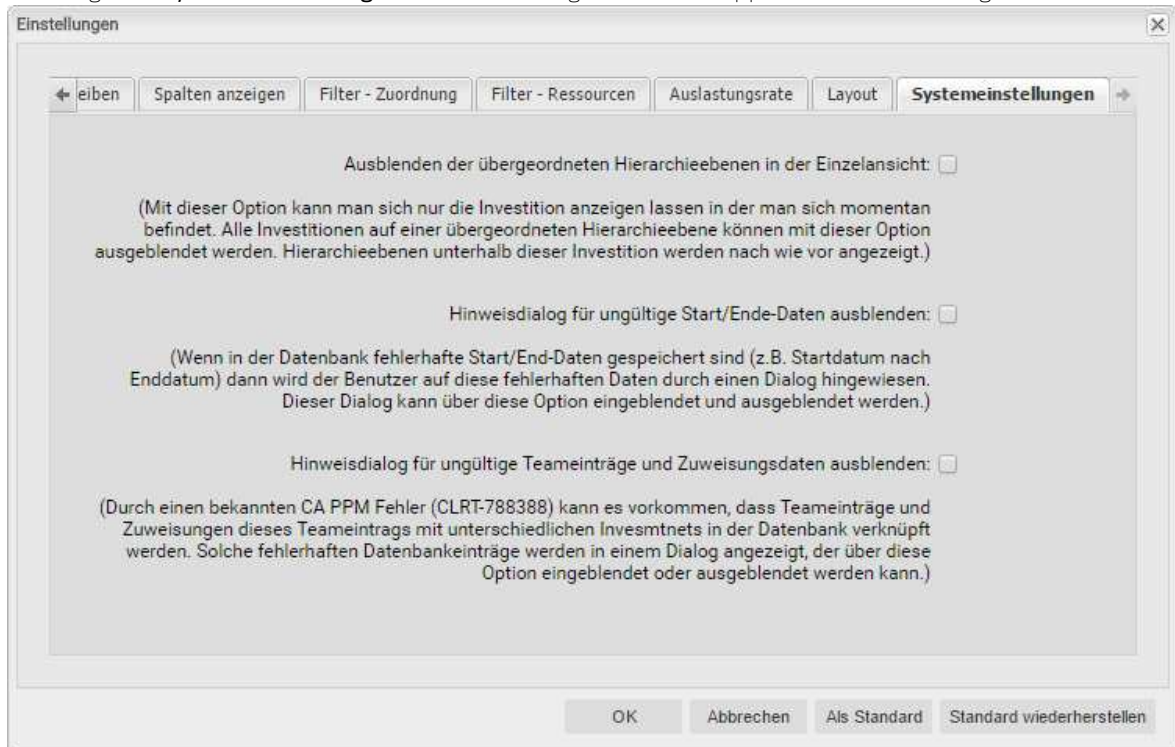 Einstellungen
eiben
Spalten anzeigen
Filter - Zuordnung
Filter - Ressourcen
Auslastungsrate
Layout
Systemeinstellungen
Ausblenden der übergeordneten Hierarchieebenen in der Einzelansicht:
(Mit dieser Option kann man sich nur die Investition anzeigen lassen in der man sich momentan
befindet. Alle Investitionen auf einer übergeordneten Hierarchieebene können mit dieser Option
ausgeblendet werden. Hierarchieebenen unterhalb dieser Investition werden nach wie vor angezeigt.)
Hinweisdialog für ungültige Start/Ende-Daten ausblenden:
(Wenn in der Datenbank fehlerhafte Start/End-Daten gespeichert sind (z.B. Startdatum nach
Enddatum) dann wird der Benutzer auf diese fehlerhaften Daten durch einen Dialog hingewiesen.
Dieser Dialog kann über diese Option eingeblendet und ausgeblendet werden.)
Hinweisdialog für ungültige Teameinträge und Zuweisungsdaten ausblenden:
(Durch einen bekannten CA PPM Fehler (CLRT-788388) kann es vorkommen, dass Teameinträge und
Zuweisungen dieses Teameintrags mit unterschiedlichen Invesmtnets in der Datenbank verknüpft
werden. Solche fehlerhaften Datenbankeinträge werden in einem Dialog angezeigt, der über diese
Option eingeblendet oder ausgeblendet werden kann.)
OK
Abbrechen
Als Standard
Standard wiederherstellen